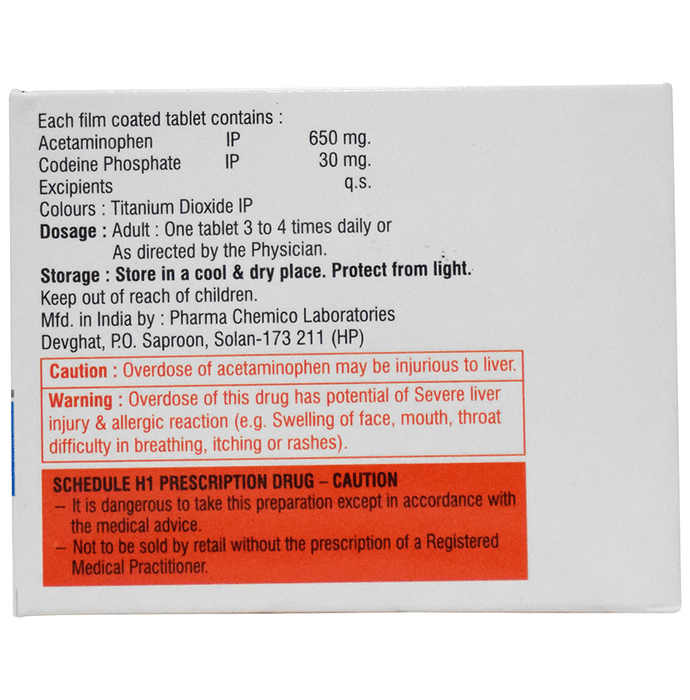 Each film coated tablet contains :
Acetaminophen IP 650 mg.
Codeine Phosphate IP 30 mg.
Excipients q.s.
Colours : Titanium Dioxide IP
Dosage : Adult : One tablet 3 to 4 times daily or
As directed by the Physician.
Storage : Store in a cool & dry place. Protect from light.
Keep out of reach of children.
Mfd. in India by : Pharma Chemico Laboratories
Devghat, P.O. Saproon, Solan-173 211 (HP)
Caution : Overdose of acetaminophen may be injurious to liver.
Warning : Overdose of this drug has potential of Severe liver
injury & allergic reaction (e.g. Swelling of face, mouth, throat
difficulty in breathing, itching or rashes).
SCHEDULE H1 PRESCRIPTION DRUG – CAUTION
– It is dangerous to take this preparation except in accordance with
the medical advice.
– Not to be sold by retail without the prescription of a Registered
Medical Practitioner.